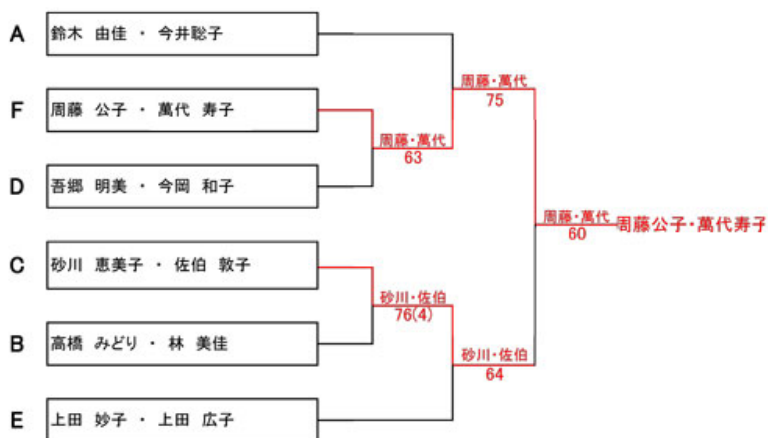 A 鈴木 由佳 ・ 今井聡子
周藤・萬代
75
F 周藤 公子 ・ 萬代 寿子
周藤・萬代
63
D 吾郷 明美 ・ 今岡 和子
周藤・萬代
60
周藤公子・萬代寿子
C 砂川 恵美子 ・ 佐伯 敦子
砂川・佐伯
76(4)
B 高橋 みどり ・ 林 美佳
砂川・佐伯
64
E 上田 妙子 ・ 上田 広子